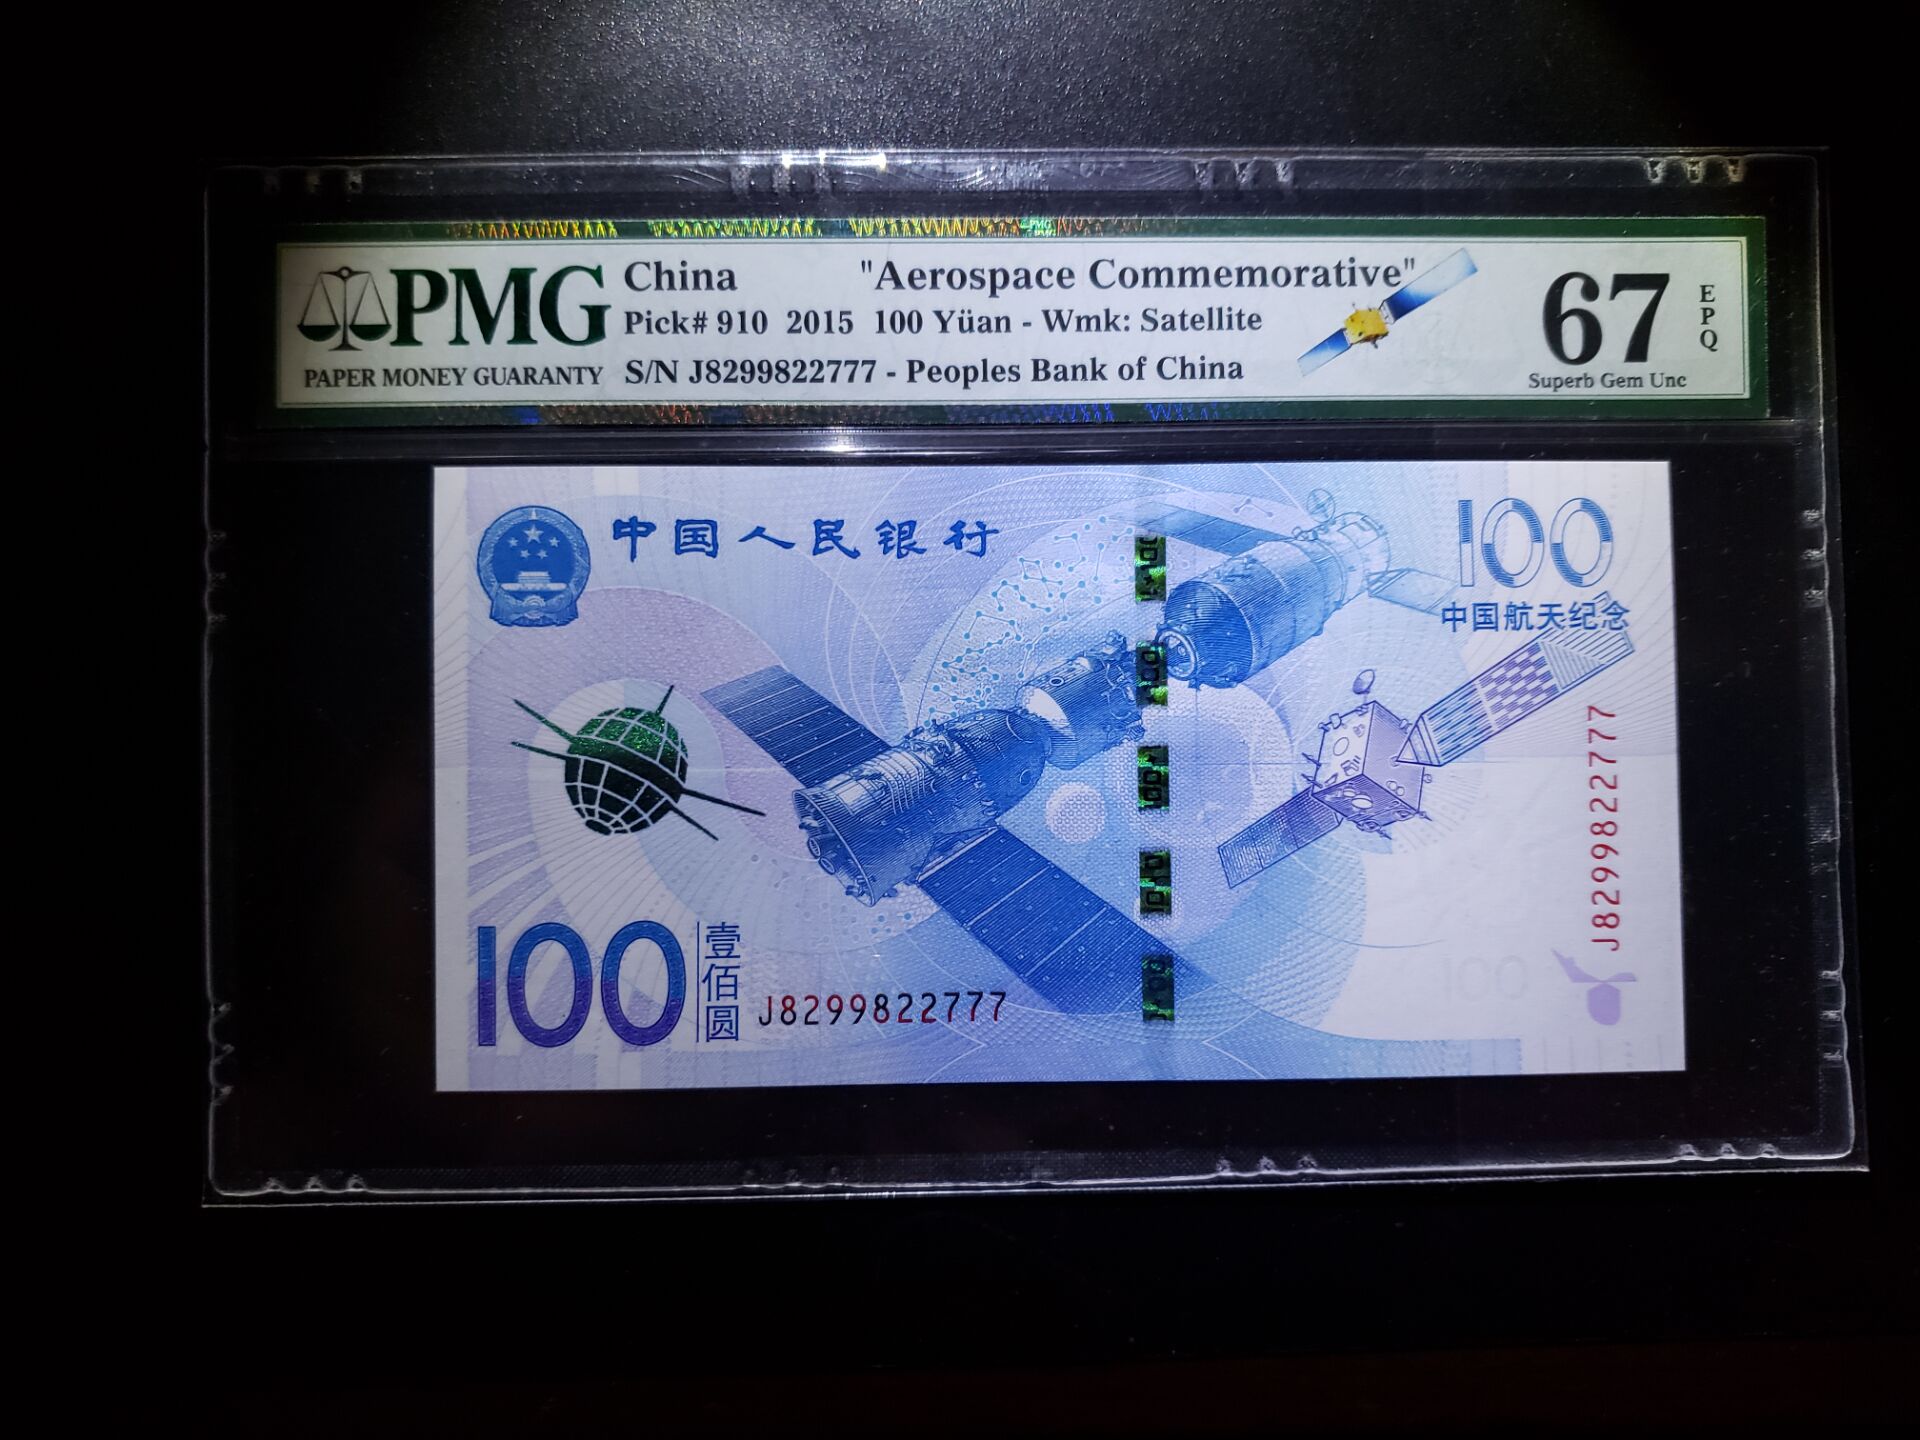 PMG
PAPER MONEY GUARANTY
China "Aerospace Commemorative"
Pick# 910 2015 100 Yüan - Wmk: Satellite
S/N J8299822777 - Peoples Bank of China
67
EPQ
Superb Gem Unc
中国人民银行
100
中国航天纪念
J8299822777
100
壹佰圆
J8299822777
100